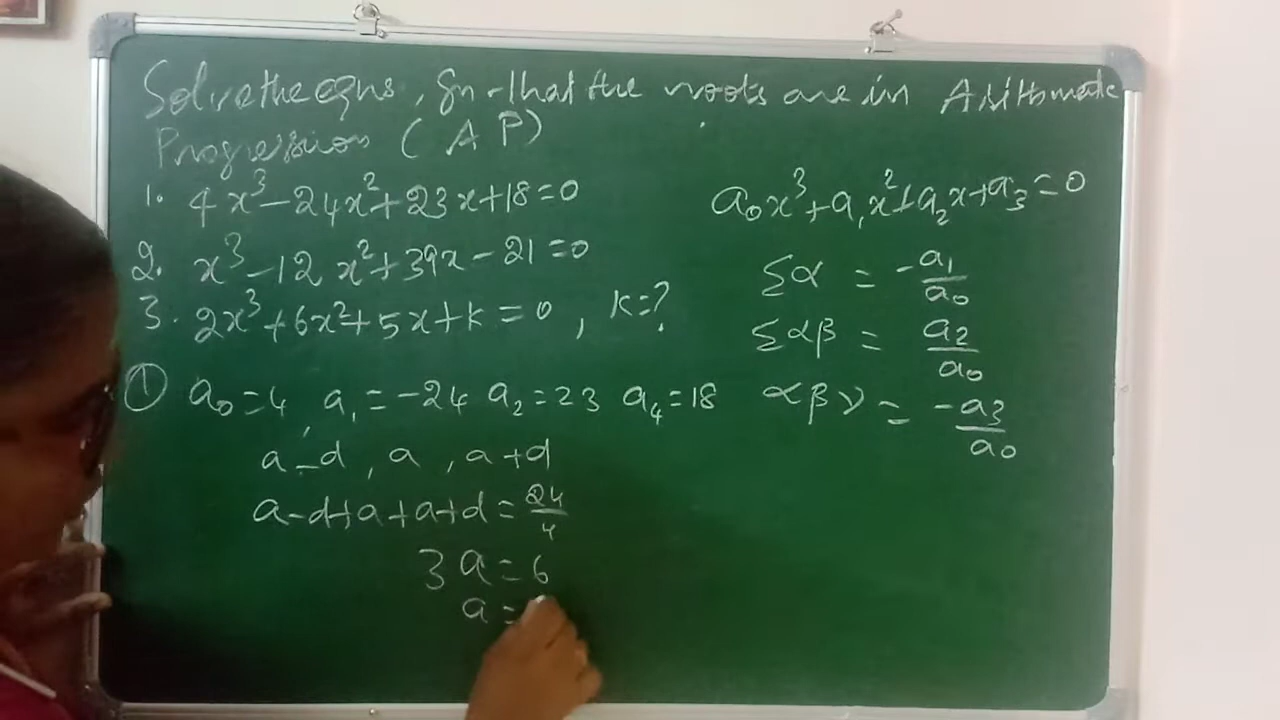 Solve the eqns, Gn that the roots are in Arithmatic
Progression (AP)
1. 4x³-24x²+23x+18=0
2. x³-12x²+39x-21=0
3. 2x³+6x²+5x+k=0, k=?
a₀x³+a₁x²+a₂x+a₃=0
Σα = -a₁/a₀
Σαβ = a₂/a₀
αβγ = -a₃/a₀
① a₀=4, a₁=-24 a₂=23 a₄=18
a-d, a, a+d
a-d+a+a+d=24/4
3a=6
a=